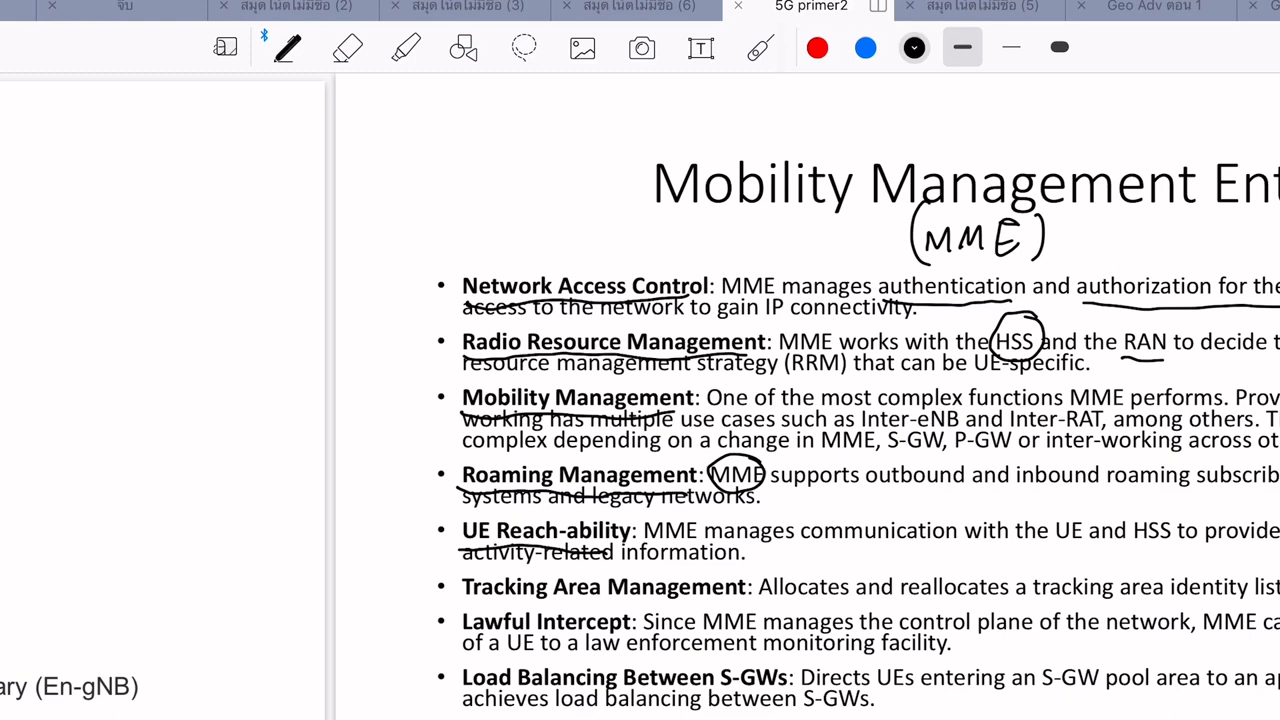 สมุดโน้ตไม่มีชื่อ (2)
สมุดโน้ตไม่มีชื่อ (3)
สมุดโน้ตไม่มีชื่อ (6)
5G primer2
สมุดโน้ตไม่มีชื่อ (5)
Geo Adv ตอน 1
Mobility Management Ent
(MME)
• Network Access Control: MME manages authentication and authorization for the
access to the network to gain IP connectivity.
• Radio Resource Management: MME works with the HSS and the RAN to decide t
resource management strategy (RRM) that can be UE-specific.
• Mobility Management: One of the most complex functions MME performs. Prov
working has multiple use cases such as Inter-eNB and Inter-RAT, among others. T
complex depending on a change in MME, S-GW, P-GW or inter-working across ot
• Roaming Management: MME supports outbound and inbound roaming subscrib
systems and legacy networks.
• UE Reach-ability: MME manages communication with the UE and HSS to provide
activity-related information.
• Tracking Area Management: Allocates and reallocates a tracking area identity list
• Lawful Intercept: Since MME manages the control plane of the network, MME ca
of a UE to a law enforcement monitoring facility.
• Load Balancing Between S-GWs: Directs UEs entering an S-GW pool area to an ap
achieves load balancing between S-GWs.
ary (En-gNB)